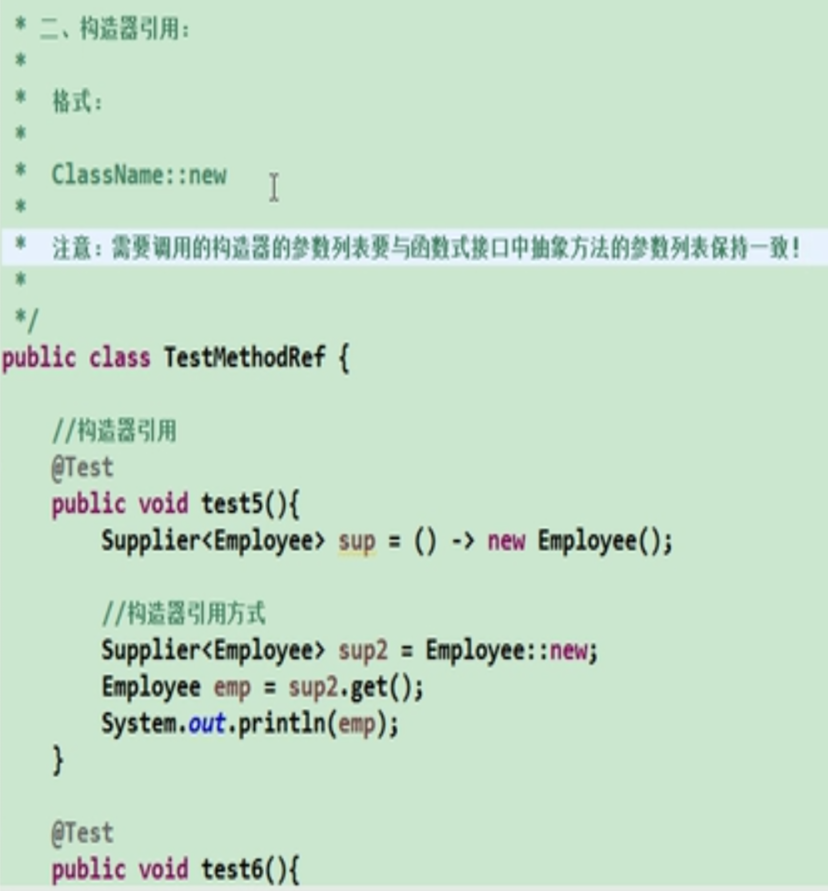 * 二、构造器引用:
*
* 格式:
*
* ClassName::new
*
* 注意: 需要调用的构造器的参数列表要与函数式接口中抽象方法的参数列表保持一致!
*
*/
public class TestMethodRef {
//构造器引用
@Test
public void test5(){
Supplier<Employee> sup = () -> new Employee();
//构造器引用方式
Supplier<Employee> sup2 = Employee::new;
Employee emp = sup2.get();
System.out.println(emp);
}
@Test
public void test6(){